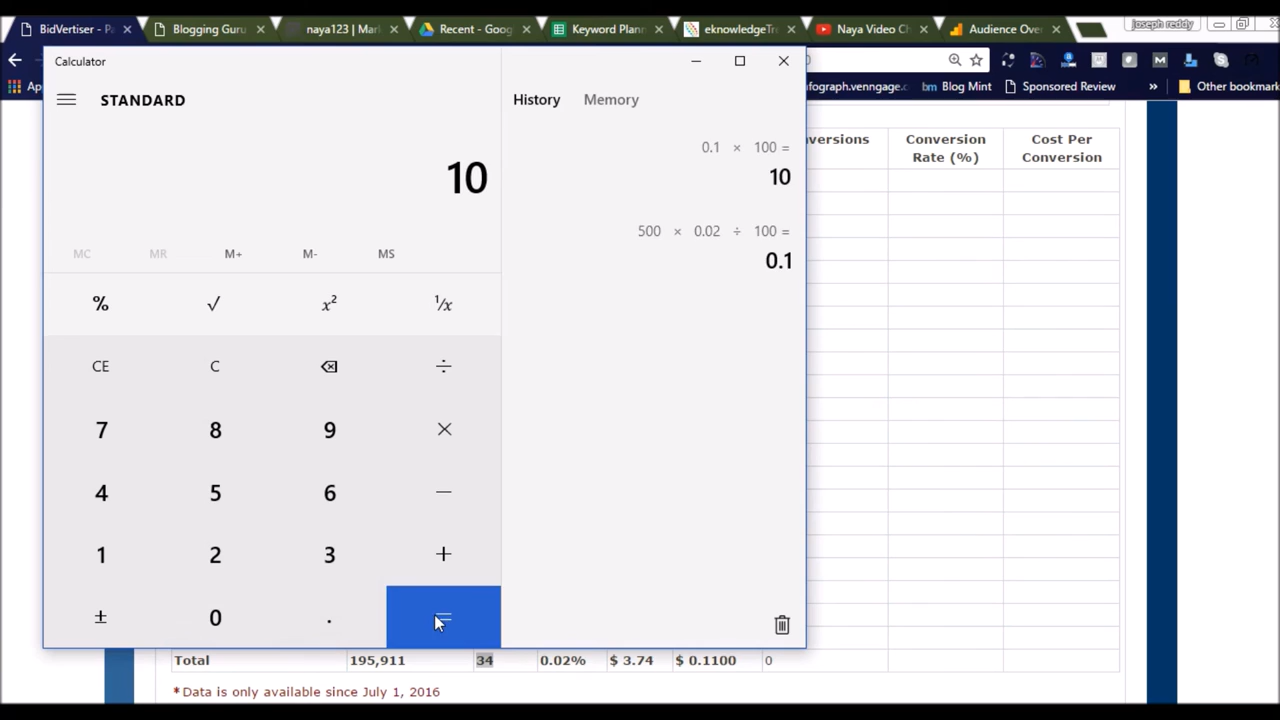 BidVertiser - Pa
Blogging Guru
naya123 | Mark
Recent - Goog
Keyword Plann
eknowledgeTr
Naya Video Ch
Audience Ove
joseph reddy
Calculator
STANDARD
History
Memory
10
0.1 × 100 =
10
500 × 0.02 ÷ 100 =
0.1
MC MR M+ M- MS
% √ x² ¹/x
CE C ÷
7 8 9 ×
4 5 6 −
1 2 3 +
± 0 . =
Ap
nfograph.venngage.c
bm Blog Mint
Sponsored Review
»
Other bookmark
versions
Conversion
Rate (%)
Cost Per
Conversion
Total 195,911 34 0.02% $ 3.74 $ 0.1100 0
*Data is only available since July 1, 2016